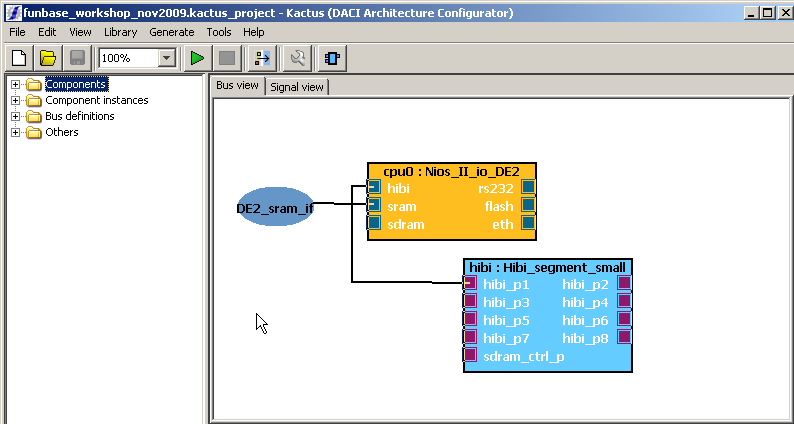 funbase_workshop_nov2009.kactus_project - Kactus (DACI Architecture Configurator)
File Edit View Library Generate Tools Help
100%
Components
Component instances
Bus definitions
Others
Bus view Signal view
DE2_sram_if
cpu0 : Nios_II_io_DE2
hibi rs232
sram flash
sdram eth
hibi : Hibi_segment_small
hibi_p1 hibi_p2
hibi_p3 hibi_p4
hibi_p5 hibi_p6
hibi_p7 hibi_p8
sdram_ctrl_p